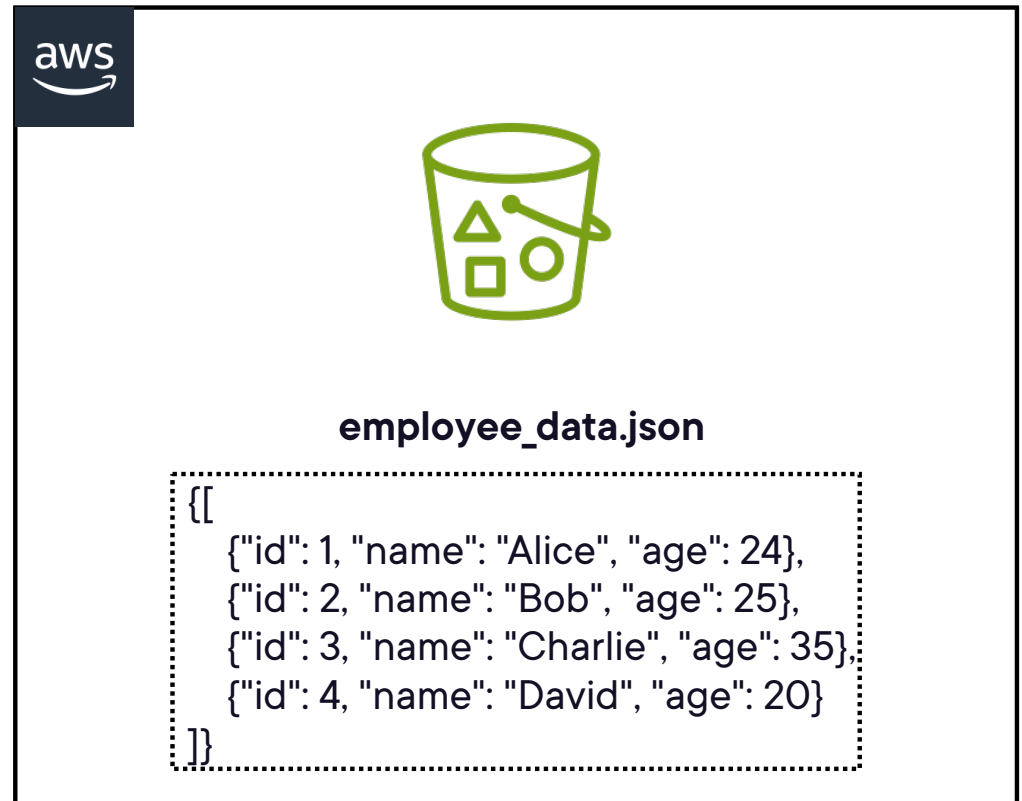 aws
employee_data.json
{[
{"id": 1, "name": "Alice", "age": 24},
{"id": 2, "name": "Bob", "age": 25},
{"id": 3, "name": "Charlie", "age": 35},
{"id": 4, "name": "David", "age": 20}
]}